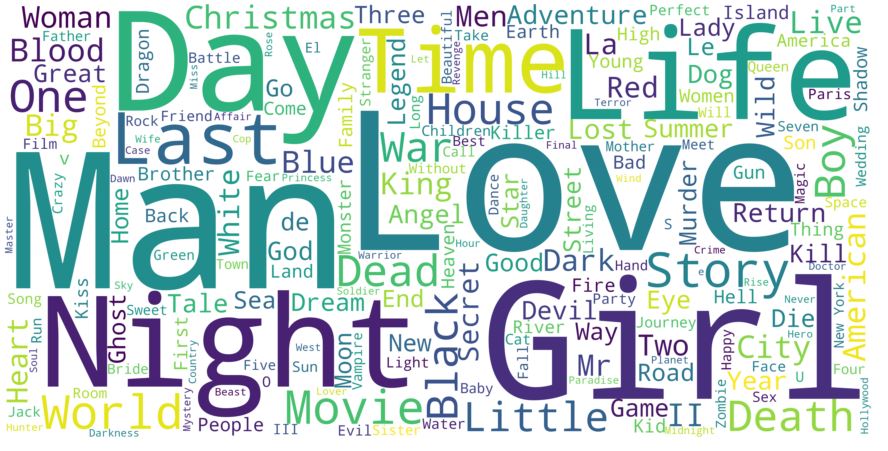 Woman
Father
Blood
Great
One
Big
Film
Beyond
V
Crazy
Day
Dragon
Christmas
Battle
Rose
El
Miss
Go
Come
Rock
Friend
Affair
Wife
Case
Cop
Last
Blue
Three
Time
Stranger
Let
Family
Legend
Long
Men
Take
Beautiful
Revenge
Hill
Adventure
Earth
House
Children
Killer
Best
Call
Without
War
King
Angel
Terror
Final
La
Le
Young
High
Perfect
Island
Lady
Dog
Red
Women
Lost
Summer
Life
Live
America
Queen
Will
Paris
Part
Shadow
Wild
Seven
Son
Boy
Wedding
Man
Master
Dawn
Home
Brother
Back
Green
Sky
Town
White
Fear
Princess
de
God
Land
Monster
Warrior
Soldier
Hour
Dead
Heaven
Love
Dance
Daughter
Star
Street
Living
Mother
Bad
Meet
Wind
S
Murder
Crime
Gun
Magic
Return
Space
Thing
Kill
Doctor
Rise
e
Story
Good
Dark
Hand
Fire
Party
Eye
Hell
Never
Die
Hero
New York
American
Song
Run
Soul
Heart
Kiss
Sweet
Ghost
First
Tale
Sea
Dream
End
Country
Night
Bride
Beast
Mystery
O
Five
West
Sun
Moon
Vampire
Light
New
Lover
Black
Secret
River
Cat
Fall
Devil
Way
Journey
Mr
Paradise
Girl
Two
Road
Planet
City
Year
Happy
Face
U
Four
Sex
Zombie
Baby
Jack
Hunter
Room
World
Darkness
People
III
Evil
Sister
Movie
Water
Little
Midnight
Kid
Game
II
Death
Hollywood